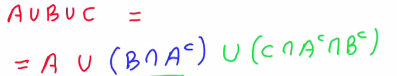 A ∪ B ∪ C =
= A ∪ (B ∩ Aᶜ) ∪ (C ∩ Aᶜ ∩ Bᶜ)